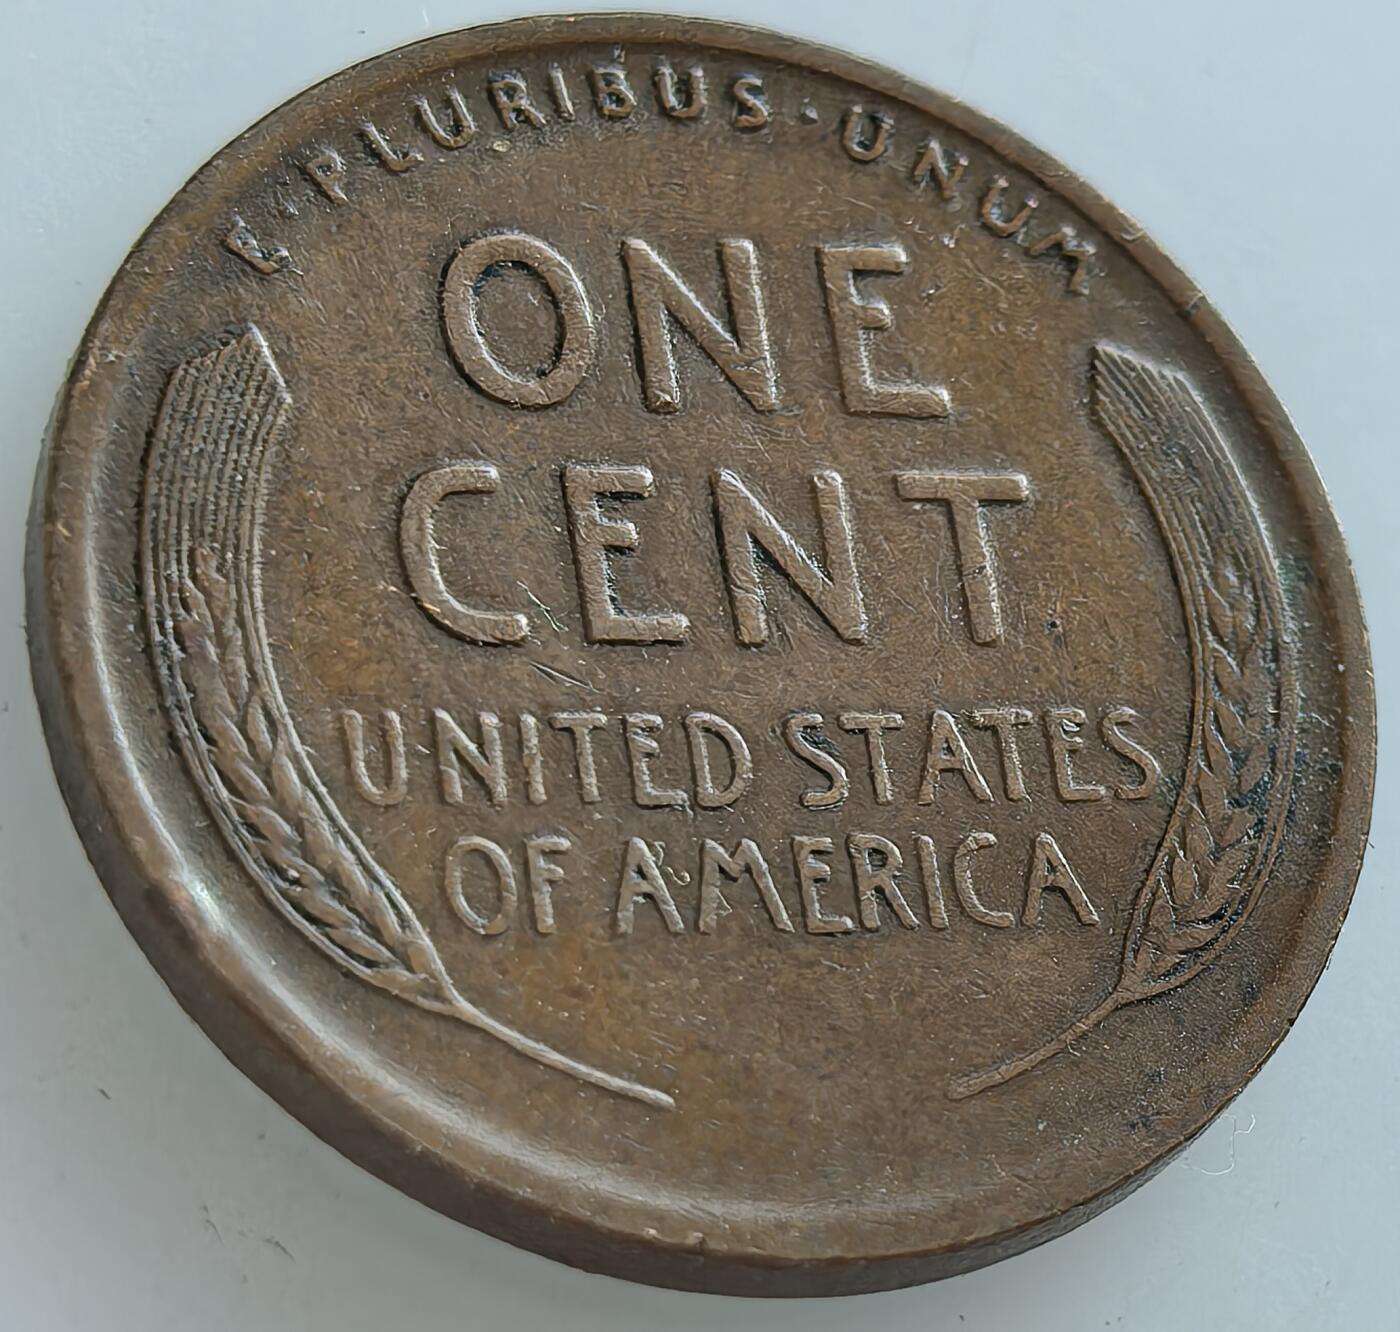 E·PLURIBUS·UNUM
ONE
CENT
UNITED STATES
OF AMERICA